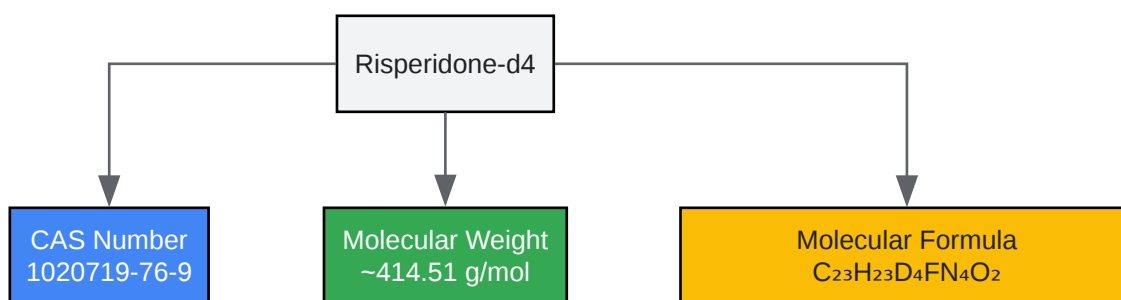 Risperidone-d4
CAS Number
1020719-76-9
Molecular Weight
~414.51 g/mol
Molecular Formula
C₂₃H₂₃D₄FN₄O₂